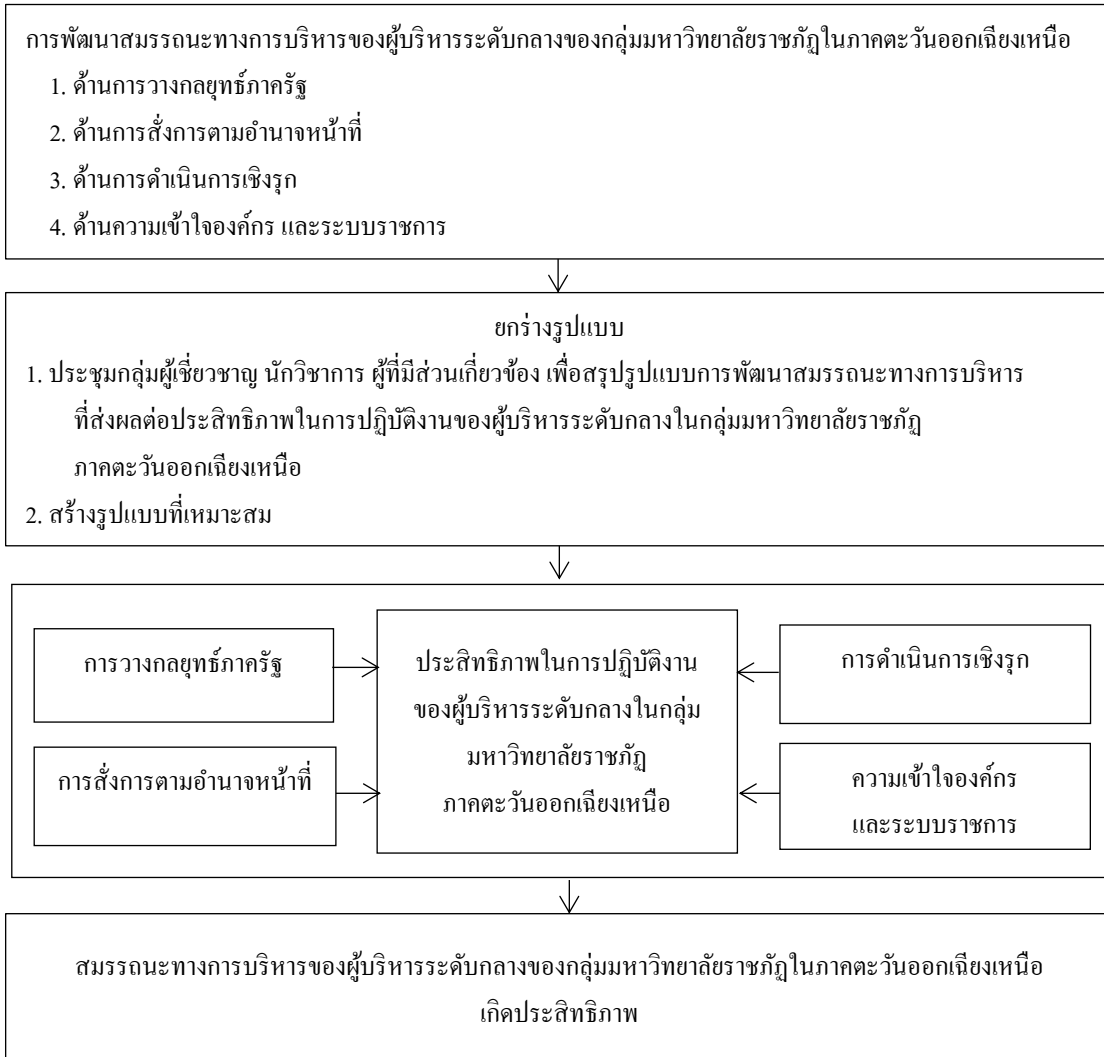 การพัฒนาสมรรถนะทางการบริหารของผู้บริหารระดับกลางของกลุ่มมหาวิทยาลัยราชภัฏในภาคตะวันออกเฉียงเหนือ
1. ด้านการวางกลยุทธ์ภาครัฐ
2. ด้านการสั่งการตามอำนาจหน้าที่
3. ด้านการดำเนินการเชิงรุก
4. ด้านความเข้าใจองค์กร และระบบราชการ
ยกร่างรูปแบบ
1. ประชุมกลุ่มผู้เชี่ยวชาญ นักวิชาการ ผู้ที่มีส่วนเกี่ยวข้อง เพื่อสรุปรูปแบบการพัฒนาสมรรถนะทางการบริหาร
ที่ส่งผลต่อประสิทธิภาพในการปฏิบัติงานของผู้บริหารระดับกลางในกลุ่มมหาวิทยาลัยราชภัฏ
ภาคตะวันออกเฉียงเหนือ
2. สร้างรูปแบบที่เหมาะสม
การวางกลยุทธ์ภาครัฐ
การสั่งการตามอำนาจหน้าที่
ประสิทธิภาพในการปฏิบัติงาน
ของผู้บริหารระดับกลางในกลุ่ม
มหาวิทยาลัยราชภัฏ
ภาคตะวันออกเฉียงเหนือ
การดำเนินการเชิงรุก
ความเข้าใจองค์กร
และระบบราชการ
สมรรถนะทางการบริหารของผู้บริหารระดับกลางของกลุ่มมหาวิทยาลัยราชภัฏในภาคตะวันออกเฉียงเหนือ
เกิดประสิทธิภาพ